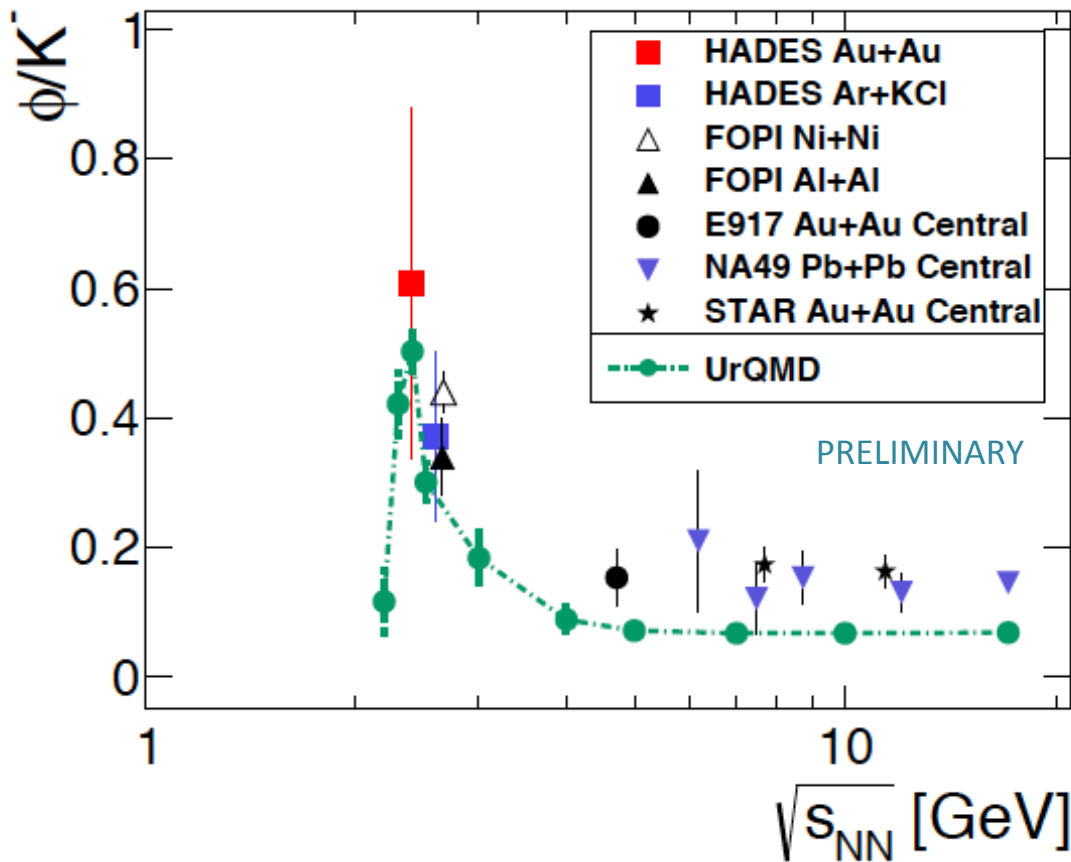 φ/K⁻
1
0.8
0.6
0.4
0.2
0
HADES Au+Au
HADES Ar+KCl
FOPI Ni+Ni
FOPI Al+Al
E917 Au+Au Central
NA49 Pb+Pb Central
STAR Au+Au Central
UrQMD
PRELIMINARY
1
10
√s_NN [GeV]